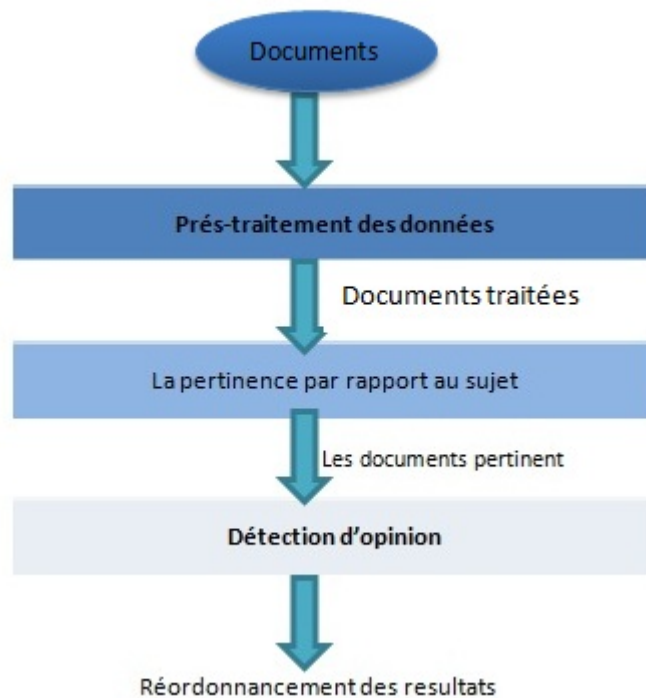 Documents
Prés-traitement des données
Documents traitées
La pertinence par rapport au sujet
Les documents pertinent
Détection d’opinion
Réordonnancement des resultats